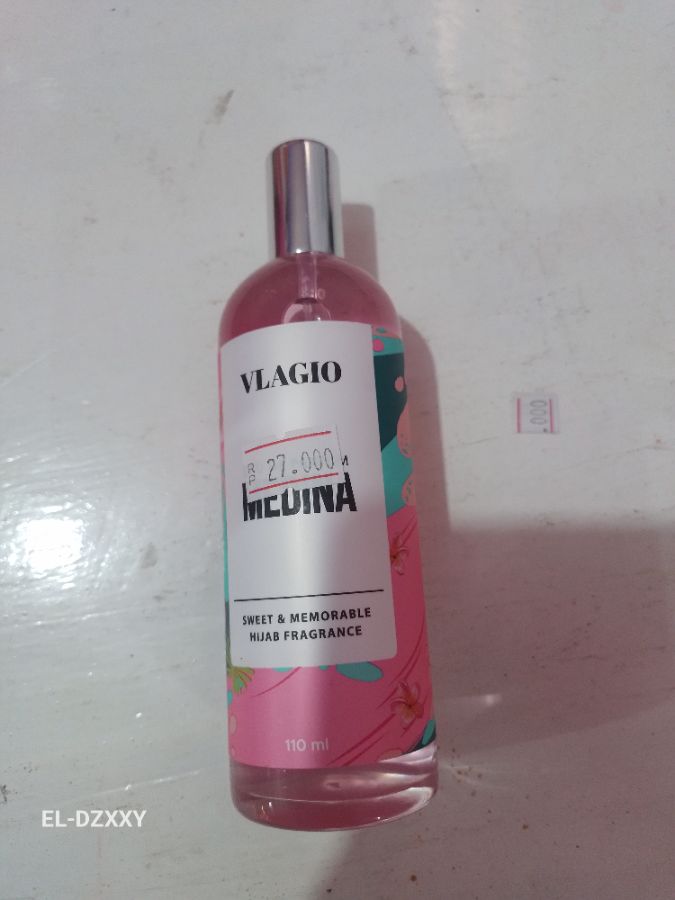 VLAGIO
RP 27.000
M
MEDINA
SWEET & MEMORABLE
HIJAB FRAGRANCE
110 ml
.000
EL-DZXXY